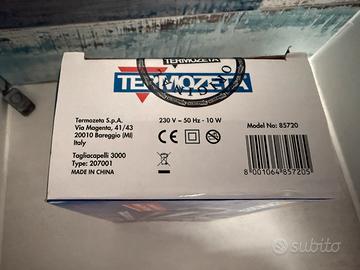 TERMOZETA
TERMOZETA
Termozeta S.p.A.
Via Magenta, 41/43
20010 Bareggio (MI)
Italy
230 V ~ 50 Hz - 10 W
Model No: 85720
CE
Tagliacapelli 3000
Type: 207001
MADE IN CHINA
8 001064 857205
subito